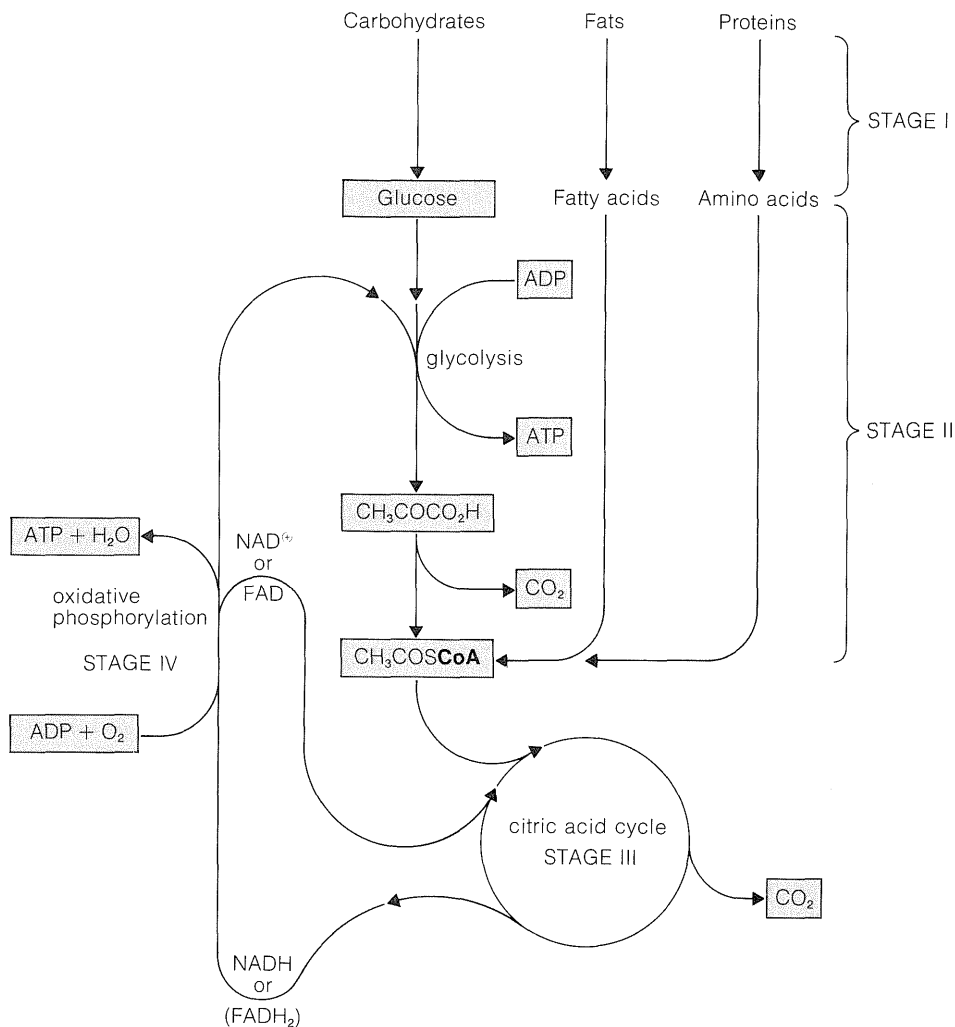 Carbohydrates
Fats
Proteins
STAGE I
Glucose
Fatty acids
Amino acids
ADP
glycolysis
ATP
STAGE II
CH₃COCO₂H
ATP + H₂O
NAD⁽⁺⁾
or
FAD
CO₂
oxidative
phosphorylation
STAGE IV
CH₃COSCoA
ADP + O₂
citric acid cycle
STAGE III
CO₂
NADH
or
(FADH₂)